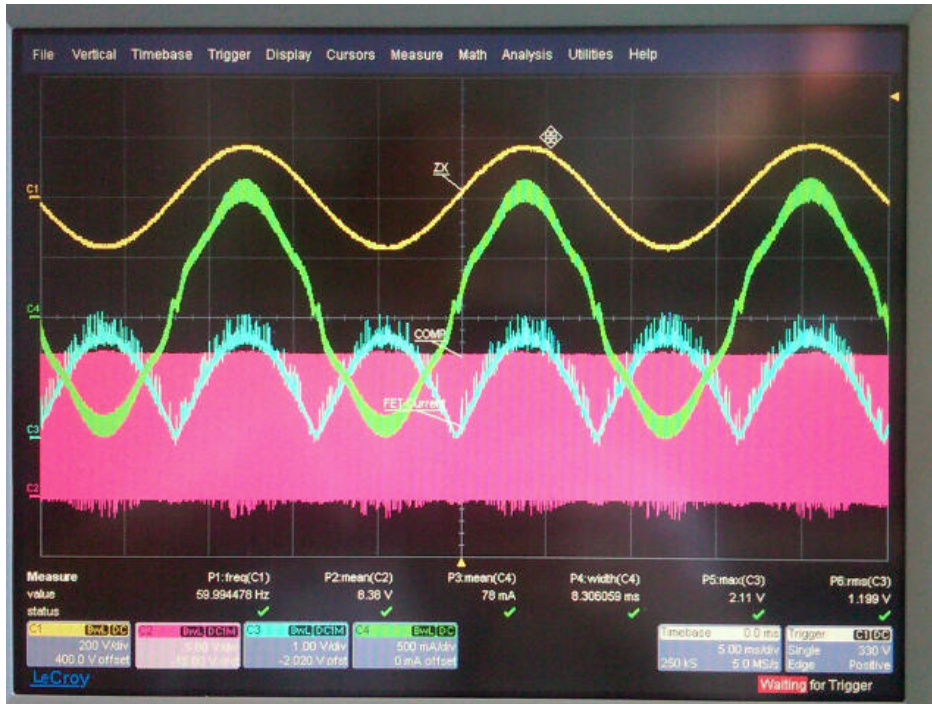 File Vertical Timebase Trigger Display Cursors Measure Math Analysis Utilities Help
C1
ZX
C4
COMP
FET Current
C3
C2
Measure P1:freq(C1) P2:mean(C2) P3:mean(C4) P4:width(C4) P5:max(C3) P6:rms(C3)
value 59.994478 Hz 8.38 V 78 mA 8.306059 ms 2.11 V 1.199 V
status
C1 BwL DC C2 BwL DC1M C3 BwL DC1M C4 BwL DC Timebase 0.0 ms Trigger C1 DC
200 V/div 5.00 V/div 1.00 V/div 500 mA/div 5.00 ms/div Single 330 V
400.0 V offset -2.020 V ofst 0 mA offset 250 kS 5.0 MS/s Edge Positive
LeCroy Waiting for Trigger